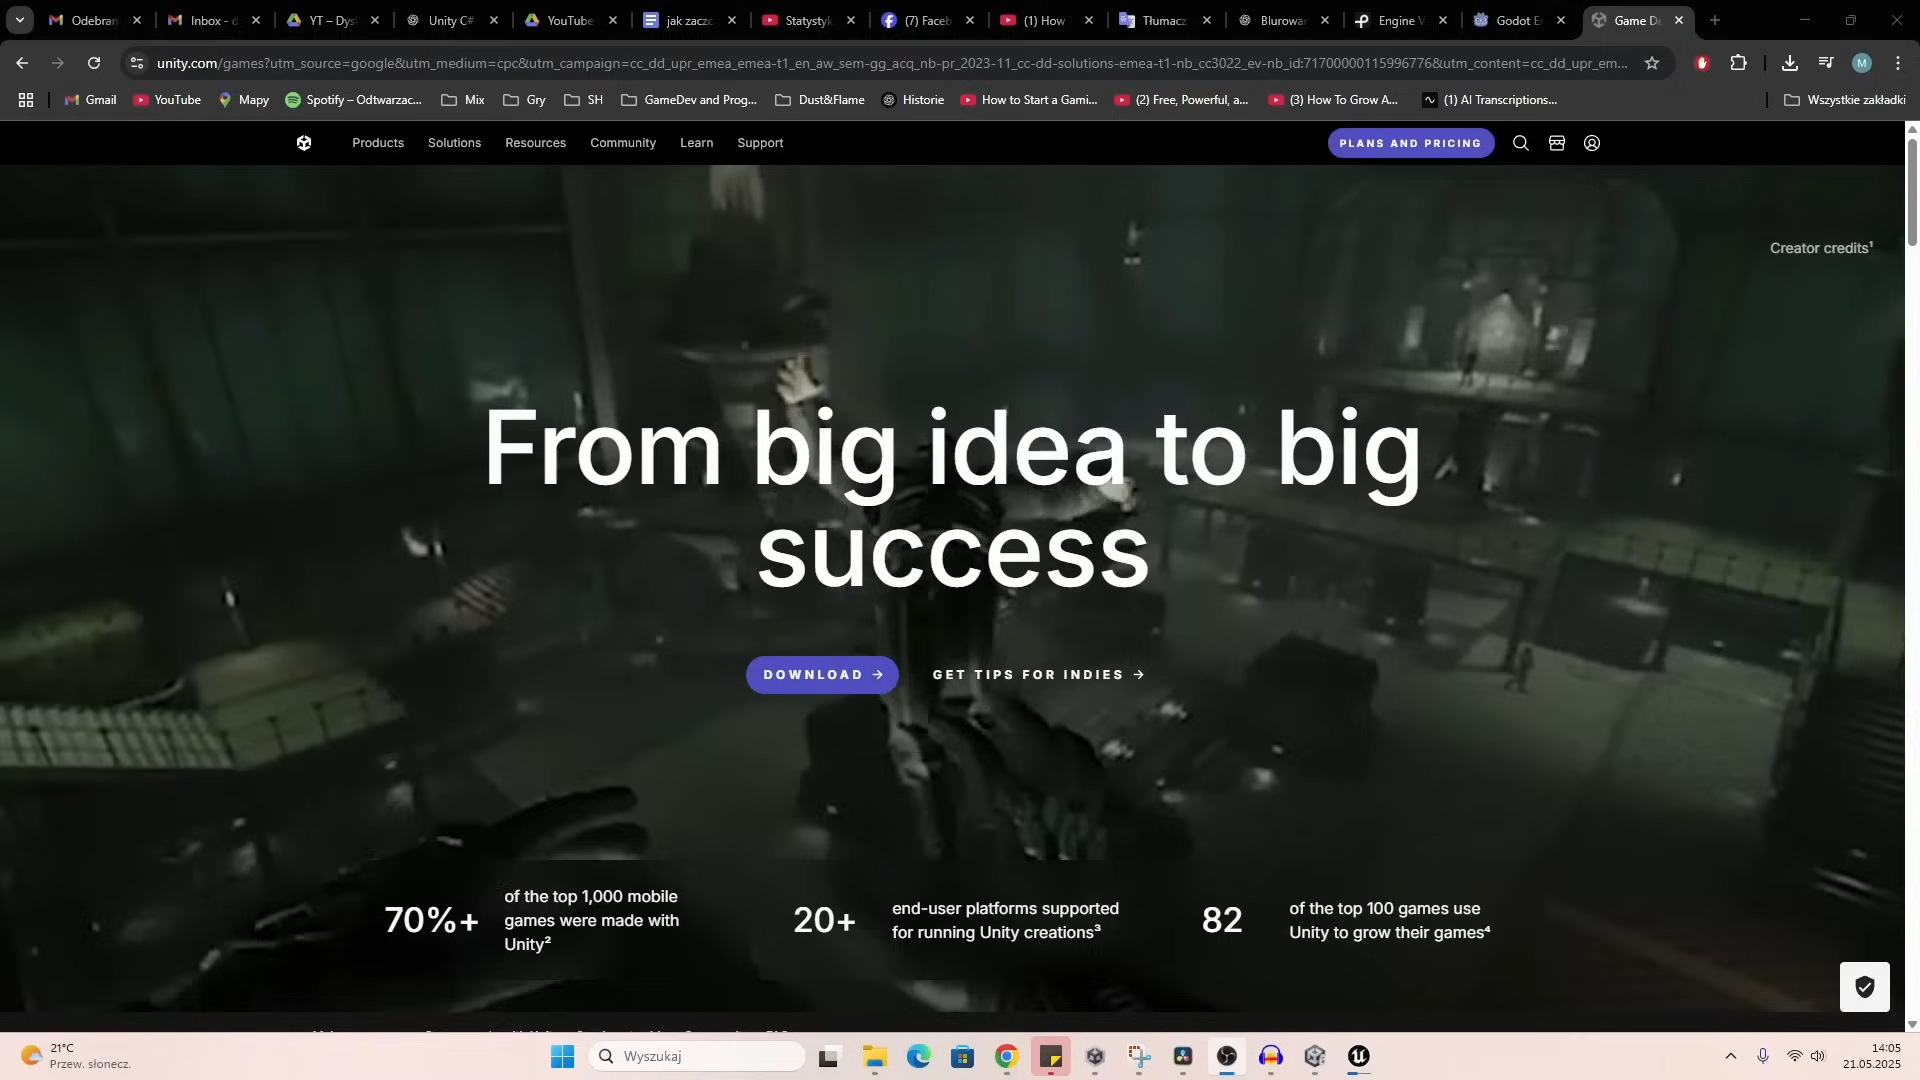 Odebran
Inbox - d
YT – Dys
Unity C#
YouTube
jak zaczą
Statystyk
(7) Faceb
(1) How T
Tłumacz
Blurowan
Engine V
Godot En
Game De
unity.com/games?utm_source=google&utm_medium=cpc&utm_campaign=cc_dd_upr_emea_emea-t1_en_aw_sem-gg_acq_nb-pr_2023-11_cc-dd-solutions-emea-t1-nb_cc3022_ev-nb_id:71700000115996776&utm_content=cc_dd_upr_em...
M
Gmail
YouTube
Mapy
Spotify – Odtwarzac...
Mix
Gry
SH
GameDev and Prog...
Dust&Flame
Historie
How to Start a Gami...
(2) Free, Powerful, a...
(3) How To Grow A...
(1) AI Transcriptions...
Wszystkie zakładki
Products
Solutions
Resources
Community
Learn
Support
PLANS AND PRICING
Creator credits¹
From big idea to big
success
DOWNLOAD →
GET TIPS FOR INDIES →
70%+
of the top 1,000 mobile
games were made with
Unity²
20+
end-user platforms supported
for running Unity creations³
82
of the top 100 games use
Unity to grow their games⁴
21°C
Przew. słonecz.
Wyszukaj
14:05
21.05.2025